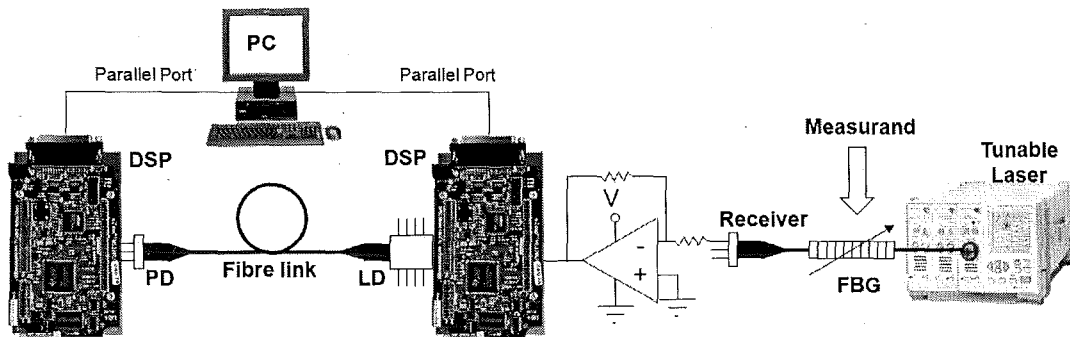 PC
Parallel Port
Parallel Port
Measurand
DSP
DSP
Tunable
Laser
V
Receiver
-
+
PD
Fibre link
LD
FBG